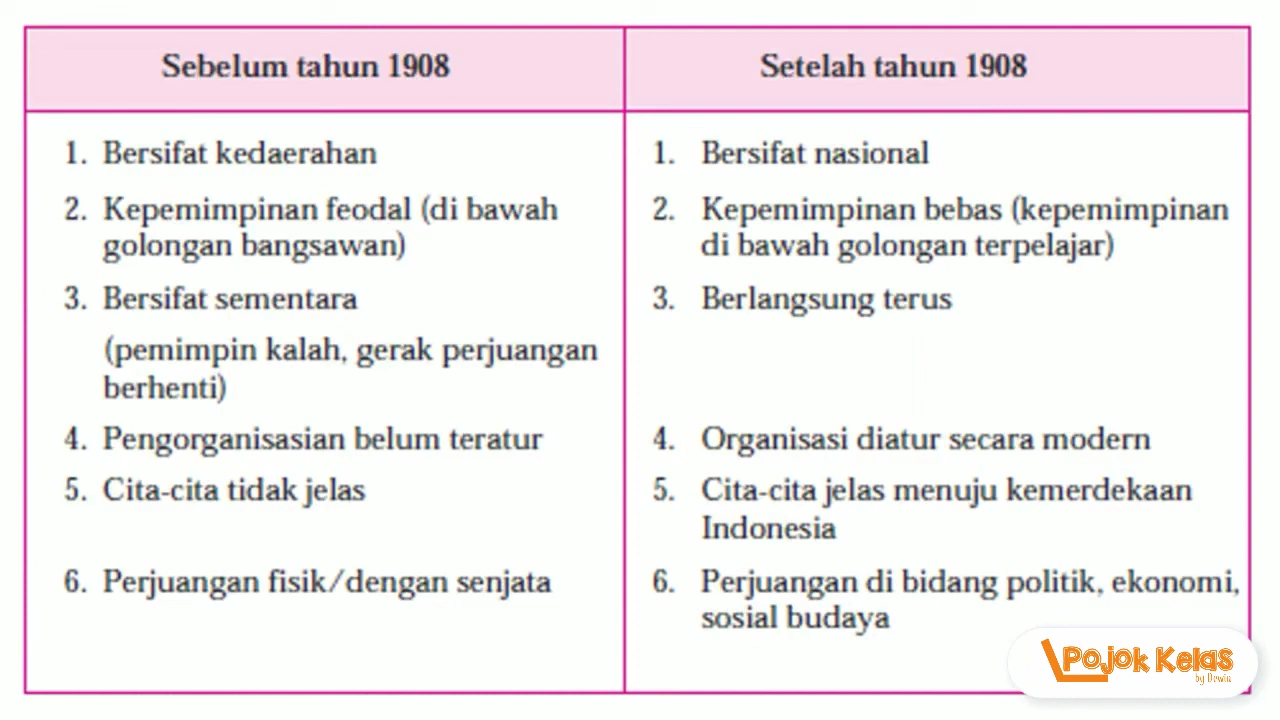 Sebelum tahun 1908
1. Bersifat kedaerahan
2. Kepemimpinan feodal (di bawah
golongan bangsawan)
3. Bersifat sementara
(pemimpin kalah, gerak perjuangan
berhenti)
4. Pengorganisasian belum teratur
5. Cita-cita tidak jelas
6. Perjuangan fisik/dengan senjata
Setelah tahun 1908
1. Bersifat nasional
2. Kepemimpinan bebas (kepemimpinan
di bawah golongan terpelajar)
3. Berlangsung terus
4. Organisasi diatur secara modern
5. Cita-cita jelas menuju kemerdekaan
Indonesia
6. Perjuangan di bidang politik, ekonomi,
sosial budaya
Pojok Kelas
by Dewin